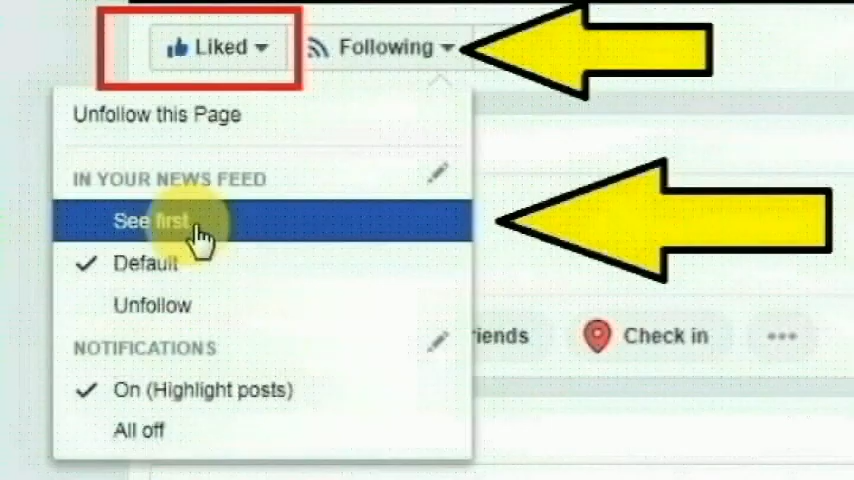 Liked Following
Unfollow this Page
IN YOUR NEWS FEED
See first
Default
Unfollow
riends Check in
NOTIFICATIONS
On (Highlight posts)
All off